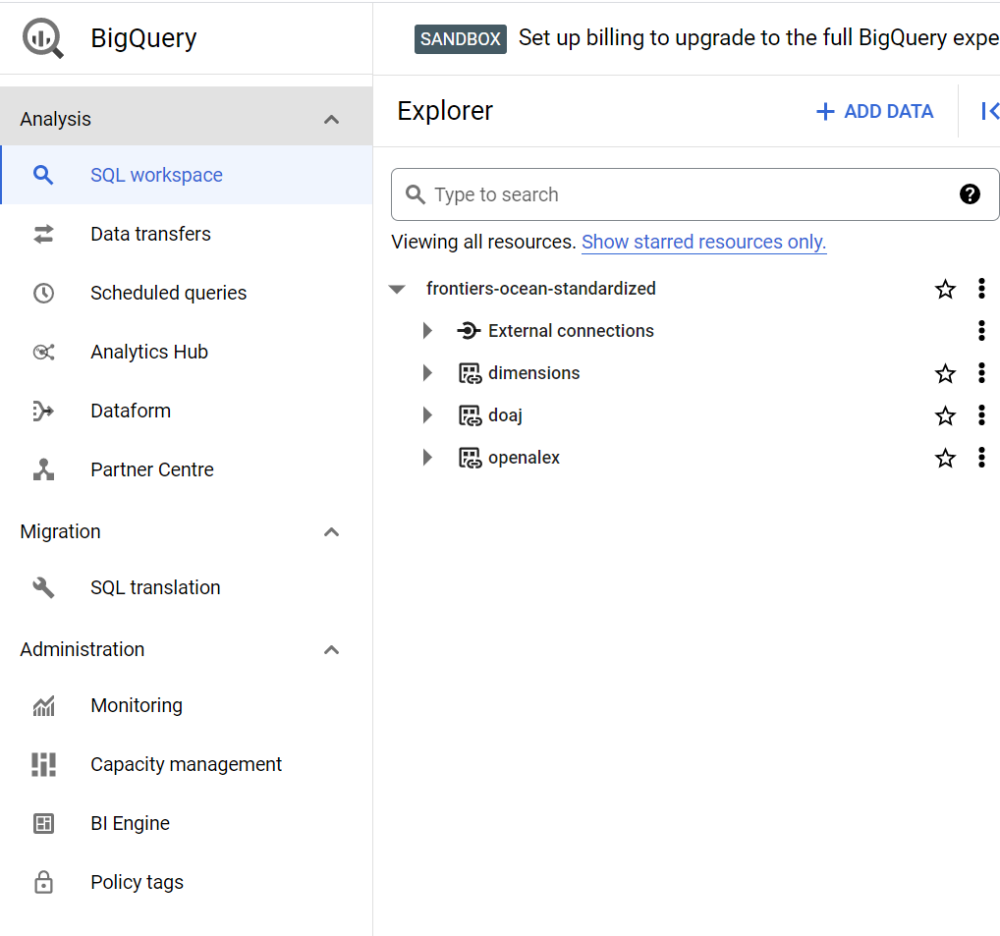 BigQuery
SANDBOX Set up billing to upgrade to the full BigQuery expe
Analysis
SQL workspace
Data transfers
Scheduled queries
Analytics Hub
Dataform
Partner Centre
Migration
SQL translation
Administration
Monitoring
Capacity management
BI Engine
Policy tags
Explorer
+ ADD DATA
Type to search
Viewing all resources. Show starred resources only.
frontiers-ocean-standardized
External connections
dimensions
doaj
openalex